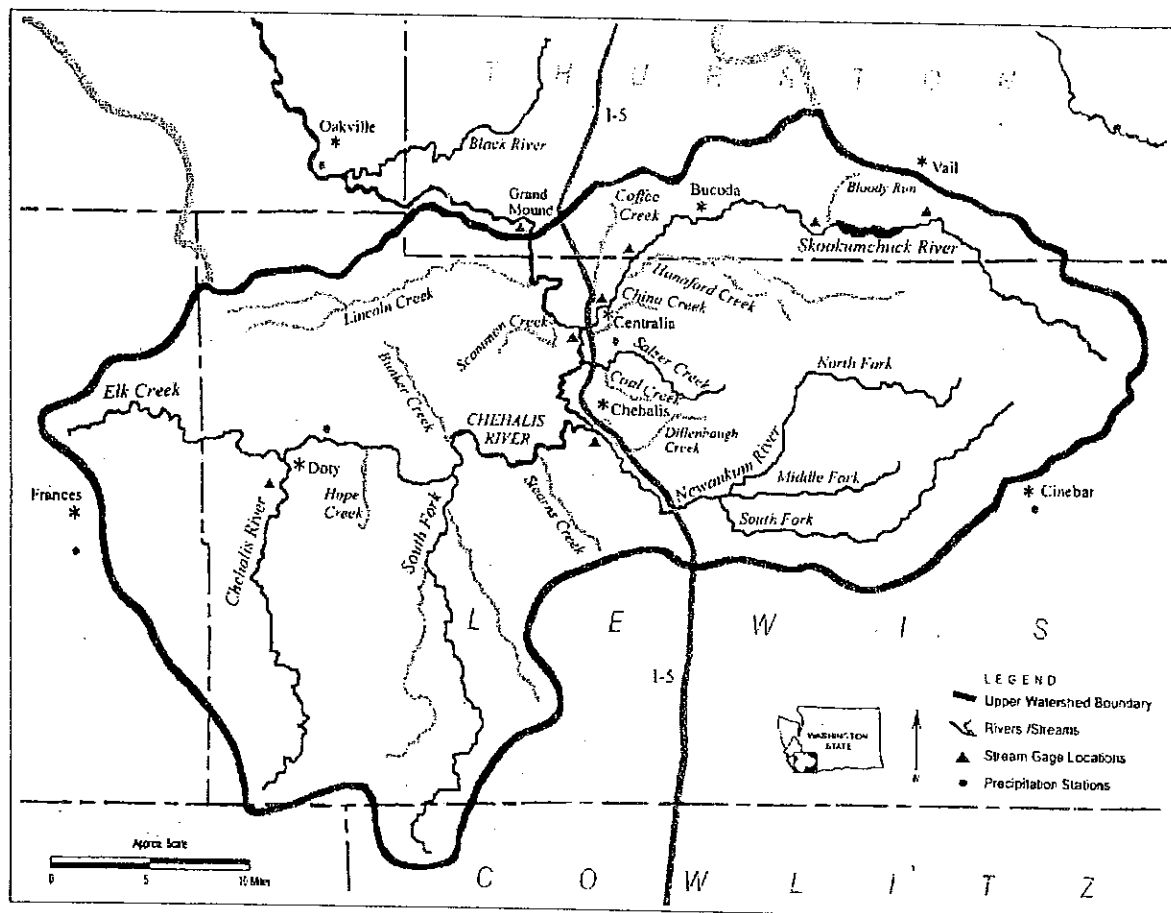 T H U R S T O N
I-5
Oakville
Black River
Vail
Bloody Run
Grand
Mound
Coffee
Creek
Bucoda
Skookumchuck River
Hanaford Creek
Lincoln Creek
China Creek
Centralia
Scammon Creek
Salzer Creek
North Fork
Bunker Creek
Coal Creek
Elk Creek
Chehalis
CHEHALIS
RIVER
Dillenbaugh
Creek
Newaukum River
Doty
Middle Fork
Cinebar
Frances
Hope
Creek
Stearns Creek
South Fork
South Fork
Chehalis River
L E W I S
I-5
LEGEND
Upper Watershed Boundary
Rivers /Streams
Stream Gage Locations
Precipitation Stations
WASHINGTON
STATE
N
Approx. Scale
0 5 10 Miles
C O W L I T Z